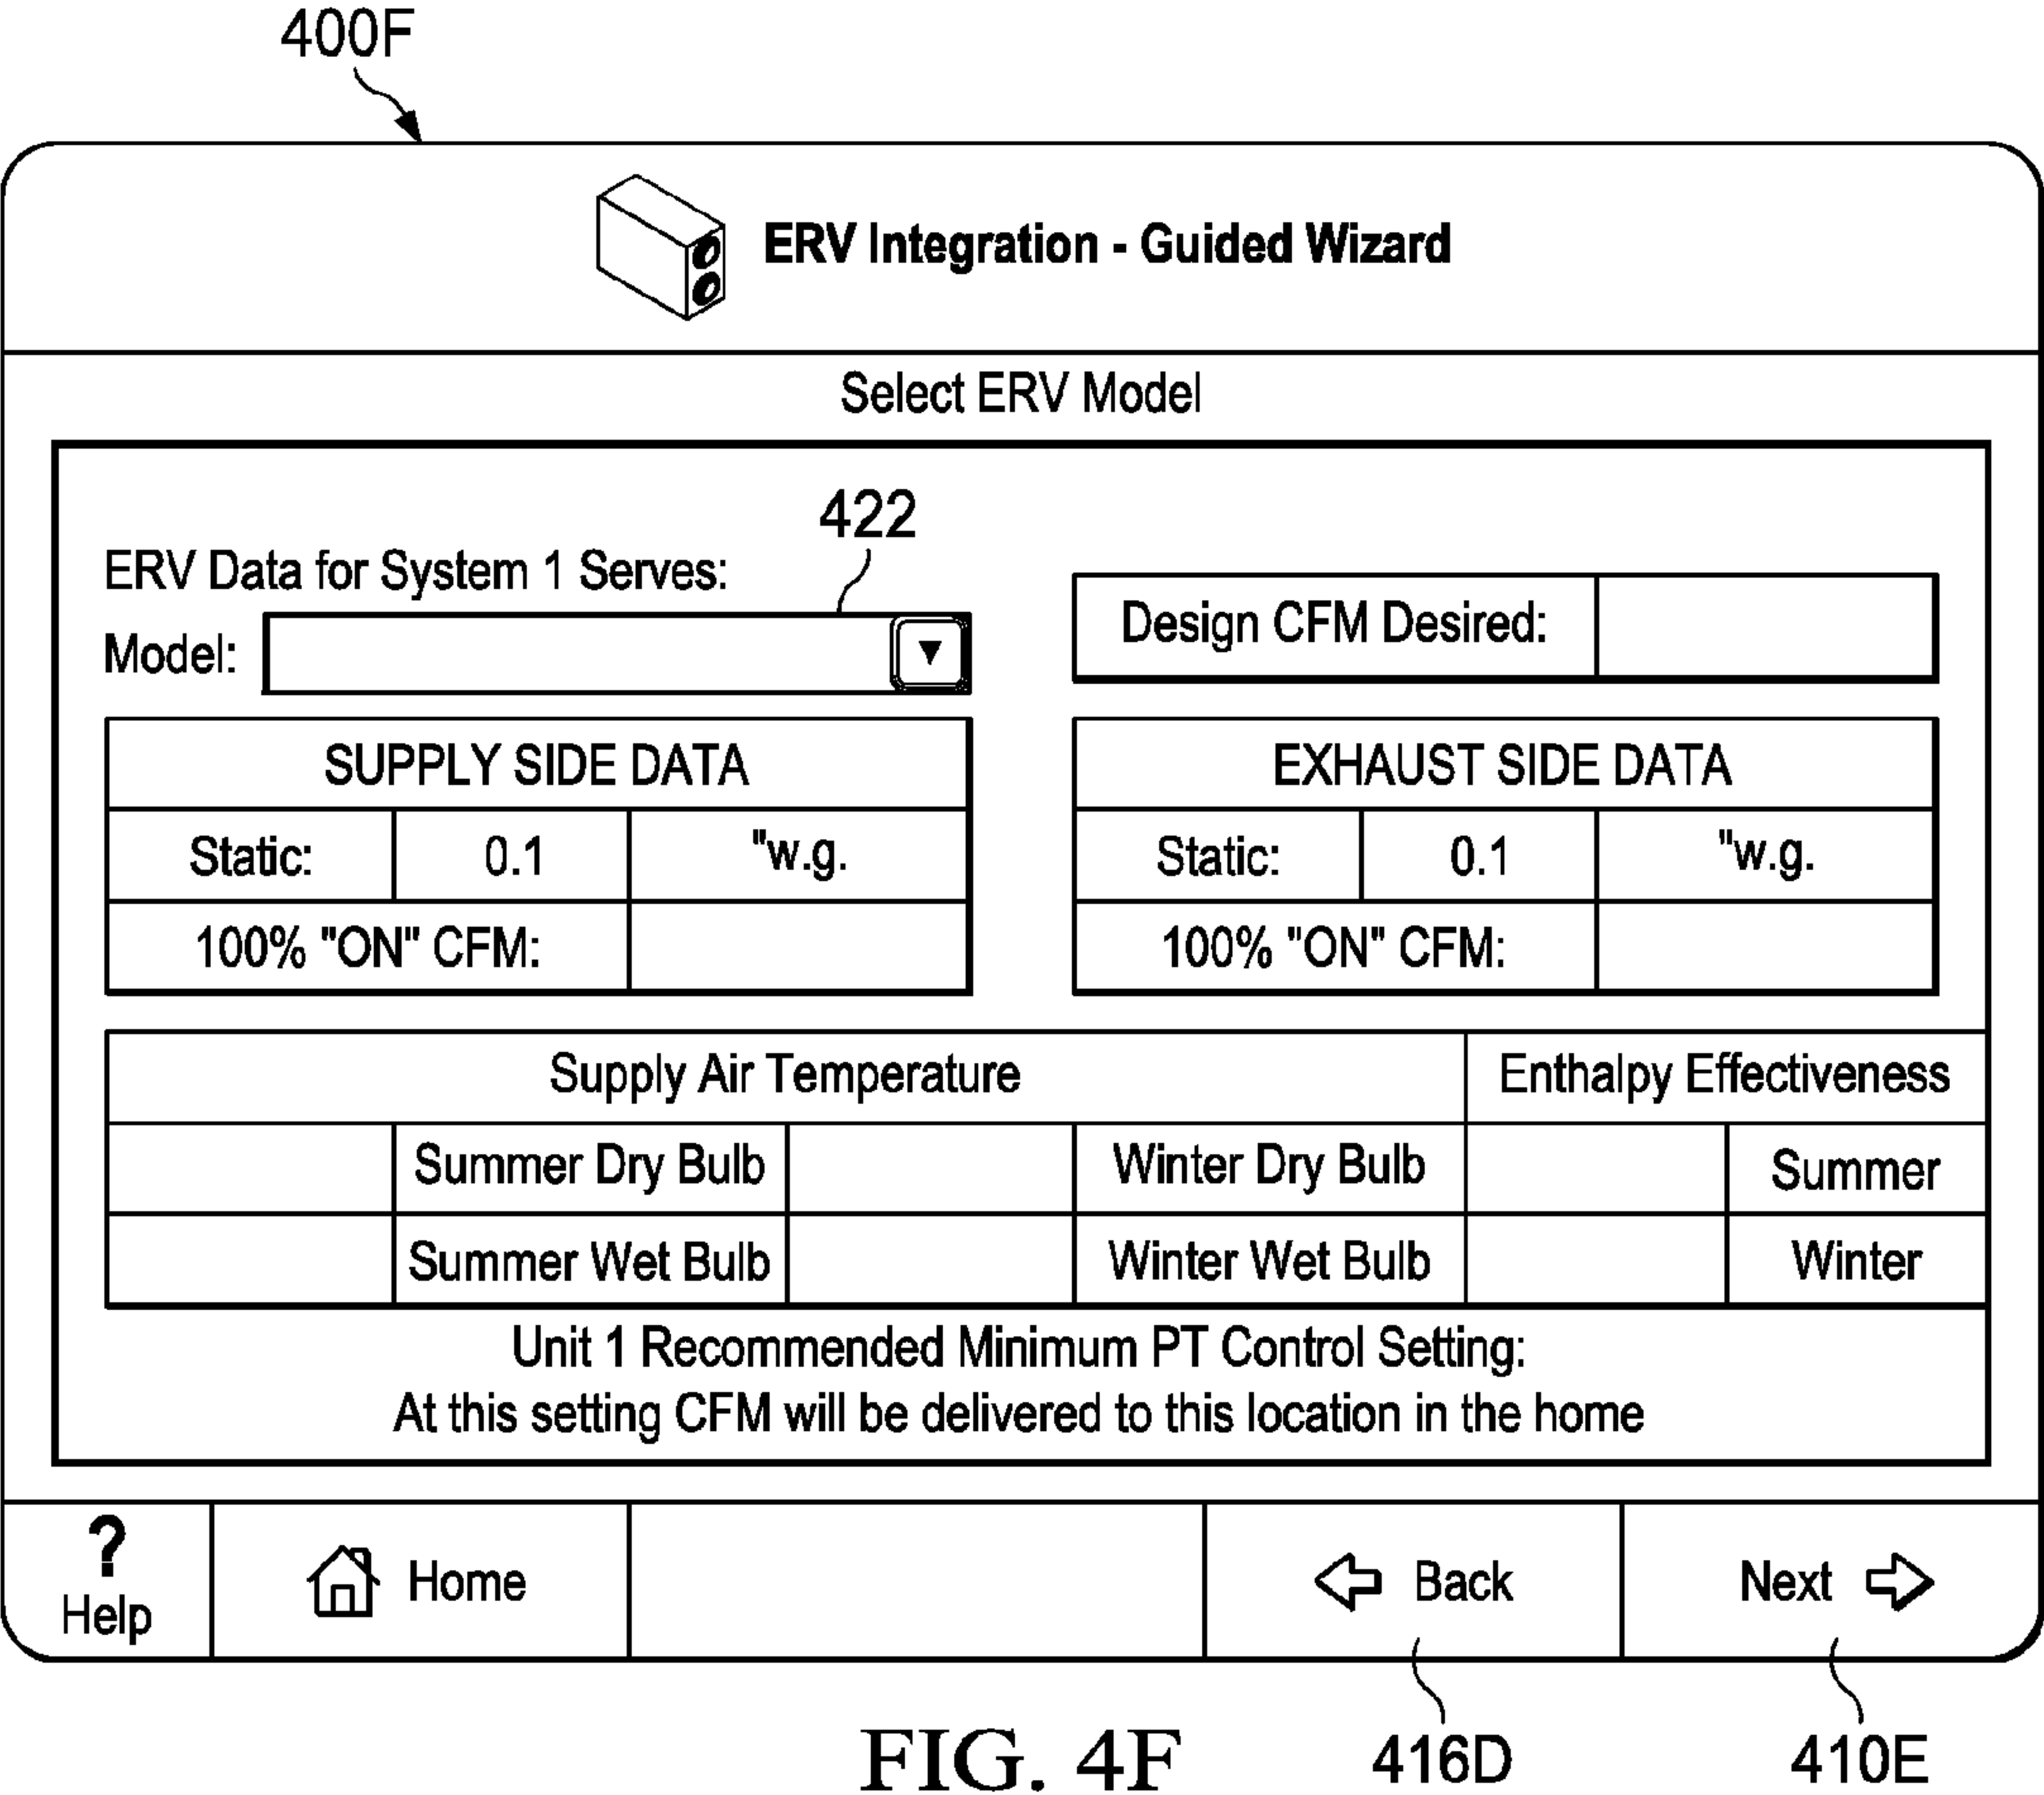 400F
ERV Integration - Guided Wizard
Select ERV Model
422
ERV Data for System 1 Serves:
Model:
Design CFM Desired:
SUPPLY SIDE DATA
Static: 0.1 "w.g.
100% "ON" CFM:
EXHAUST SIDE DATA
Static: 0.1 "w.g.
100% "ON" CFM:
Supply Air Temperature Enthalpy Effectiveness
Summer Dry Bulb Winter Dry Bulb Summer
Summer Wet Bulb Winter Wet Bulb Winter
Unit 1 Recommended Minimum PT Control Setting:
At this setting CFM will be delivered to this location in the home
?
Help
Home
Back
Next
416D
410E
FIG. 4F